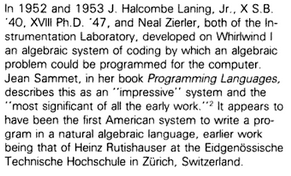 In 1952 and 1953 J. Halcombe Laning, Jr., X S.B.
'40, XVIII Ph.D. '47, and Neal Zierler, both of the In-
strumentation Laboratory, developed on Whirlwind I
an algebraic system of coding by which an algebraic
problem could be programmed for the computer.
Jean Sammet, in her book Programming Languages,
describes this as an "impressive" system and the
"most significant of all the early work."² It appears to
have been the first American system to write a pro-
gram in a natural algebraic language, earlier work
being that of Heinz Rutishauser at the Eidgenössische
Technische Hochschule in Zürich, Switzerland.